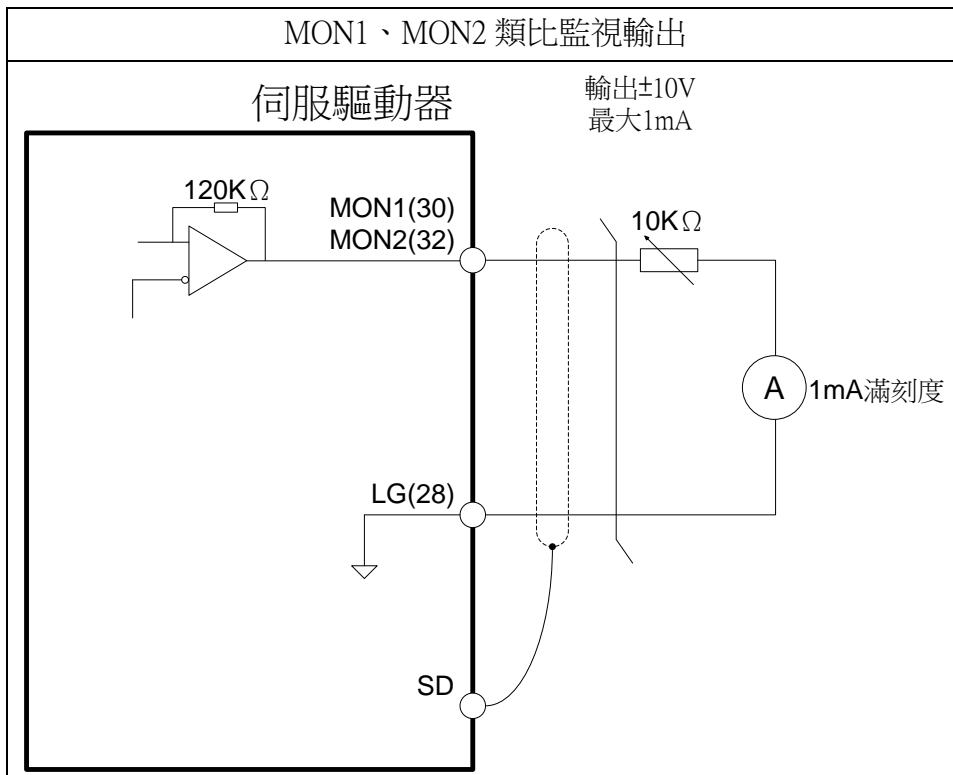 MON1、MON2 類比監視輸出
伺服驅動器
輸出±10V
最大1mA
120KΩ
MON1(30)
MON2(32)
10KΩ
A
1mA滿刻度
LG(28)
SD